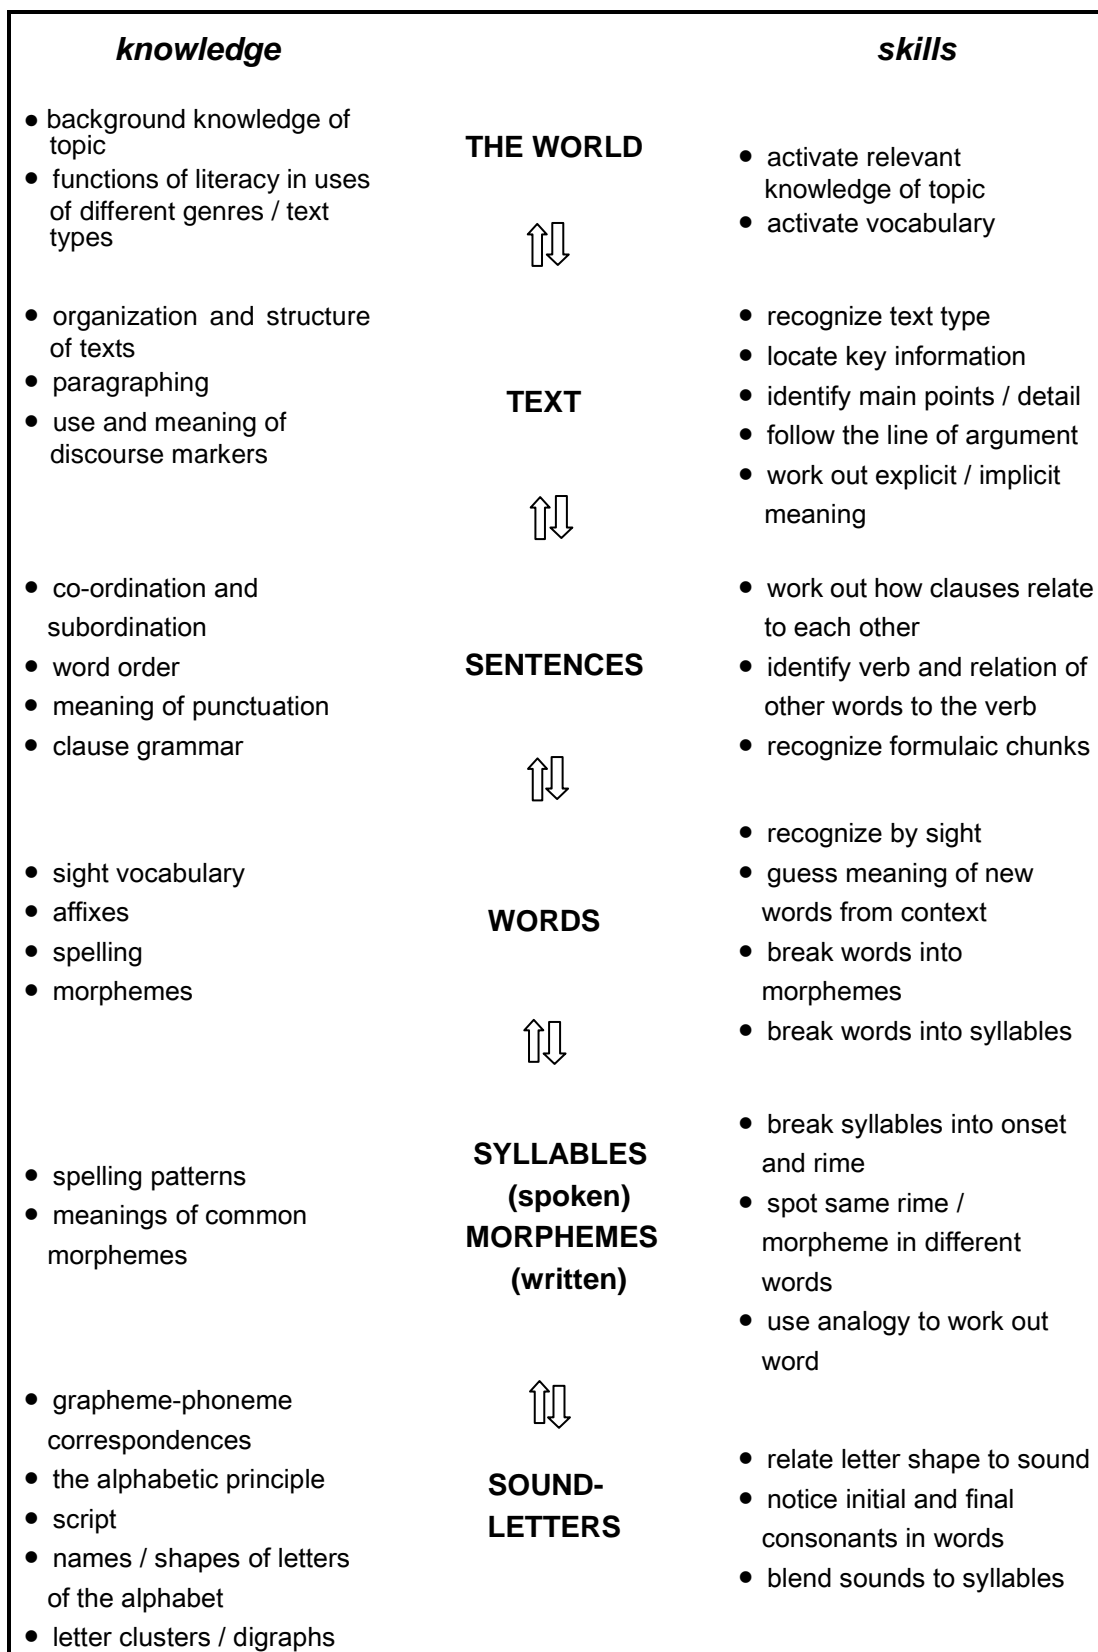 knowledge
skills
● background knowledge of
topic
● functions of literacy in uses
of different genres / text
types
THE WORLD
● activate relevant
knowledge of topic
● activate vocabulary
● organization and structure
of texts
● paragraphing
● use and meaning of
discourse markers
TEXT
● recognize text type
● locate key information
● identify main points / detail
● follow the line of argument
● work out explicit / implicit
meaning
● co-ordination and
subordination
● word order
● meaning of punctuation
● clause grammar
SENTENCES
● work out how clauses relate
to each other
● identify verb and relation of
other words to the verb
● recognize formulaic chunks
● sight vocabulary
● affixes
● spelling
● morphemes
WORDS
● recognize by sight
● guess meaning of new
words from context
● break words into
morphemes
● break words into syllables
● spelling patterns
● meanings of common
morphemes
SYLLABLES
(spoken)
MORPHEMES
(written)
● break syllables into onset
and rime
● spot same rime /
morpheme in different
words
● use analogy to work out
word
● grapheme-phoneme
correspondences
● the alphabetic principle
● script
● names / shapes of letters
of the alphabet
● letter clusters / digraphs
SOUND-
LETTERS
● relate letter shape to sound
● notice initial and final
consonants in words
● blend sounds to syllables